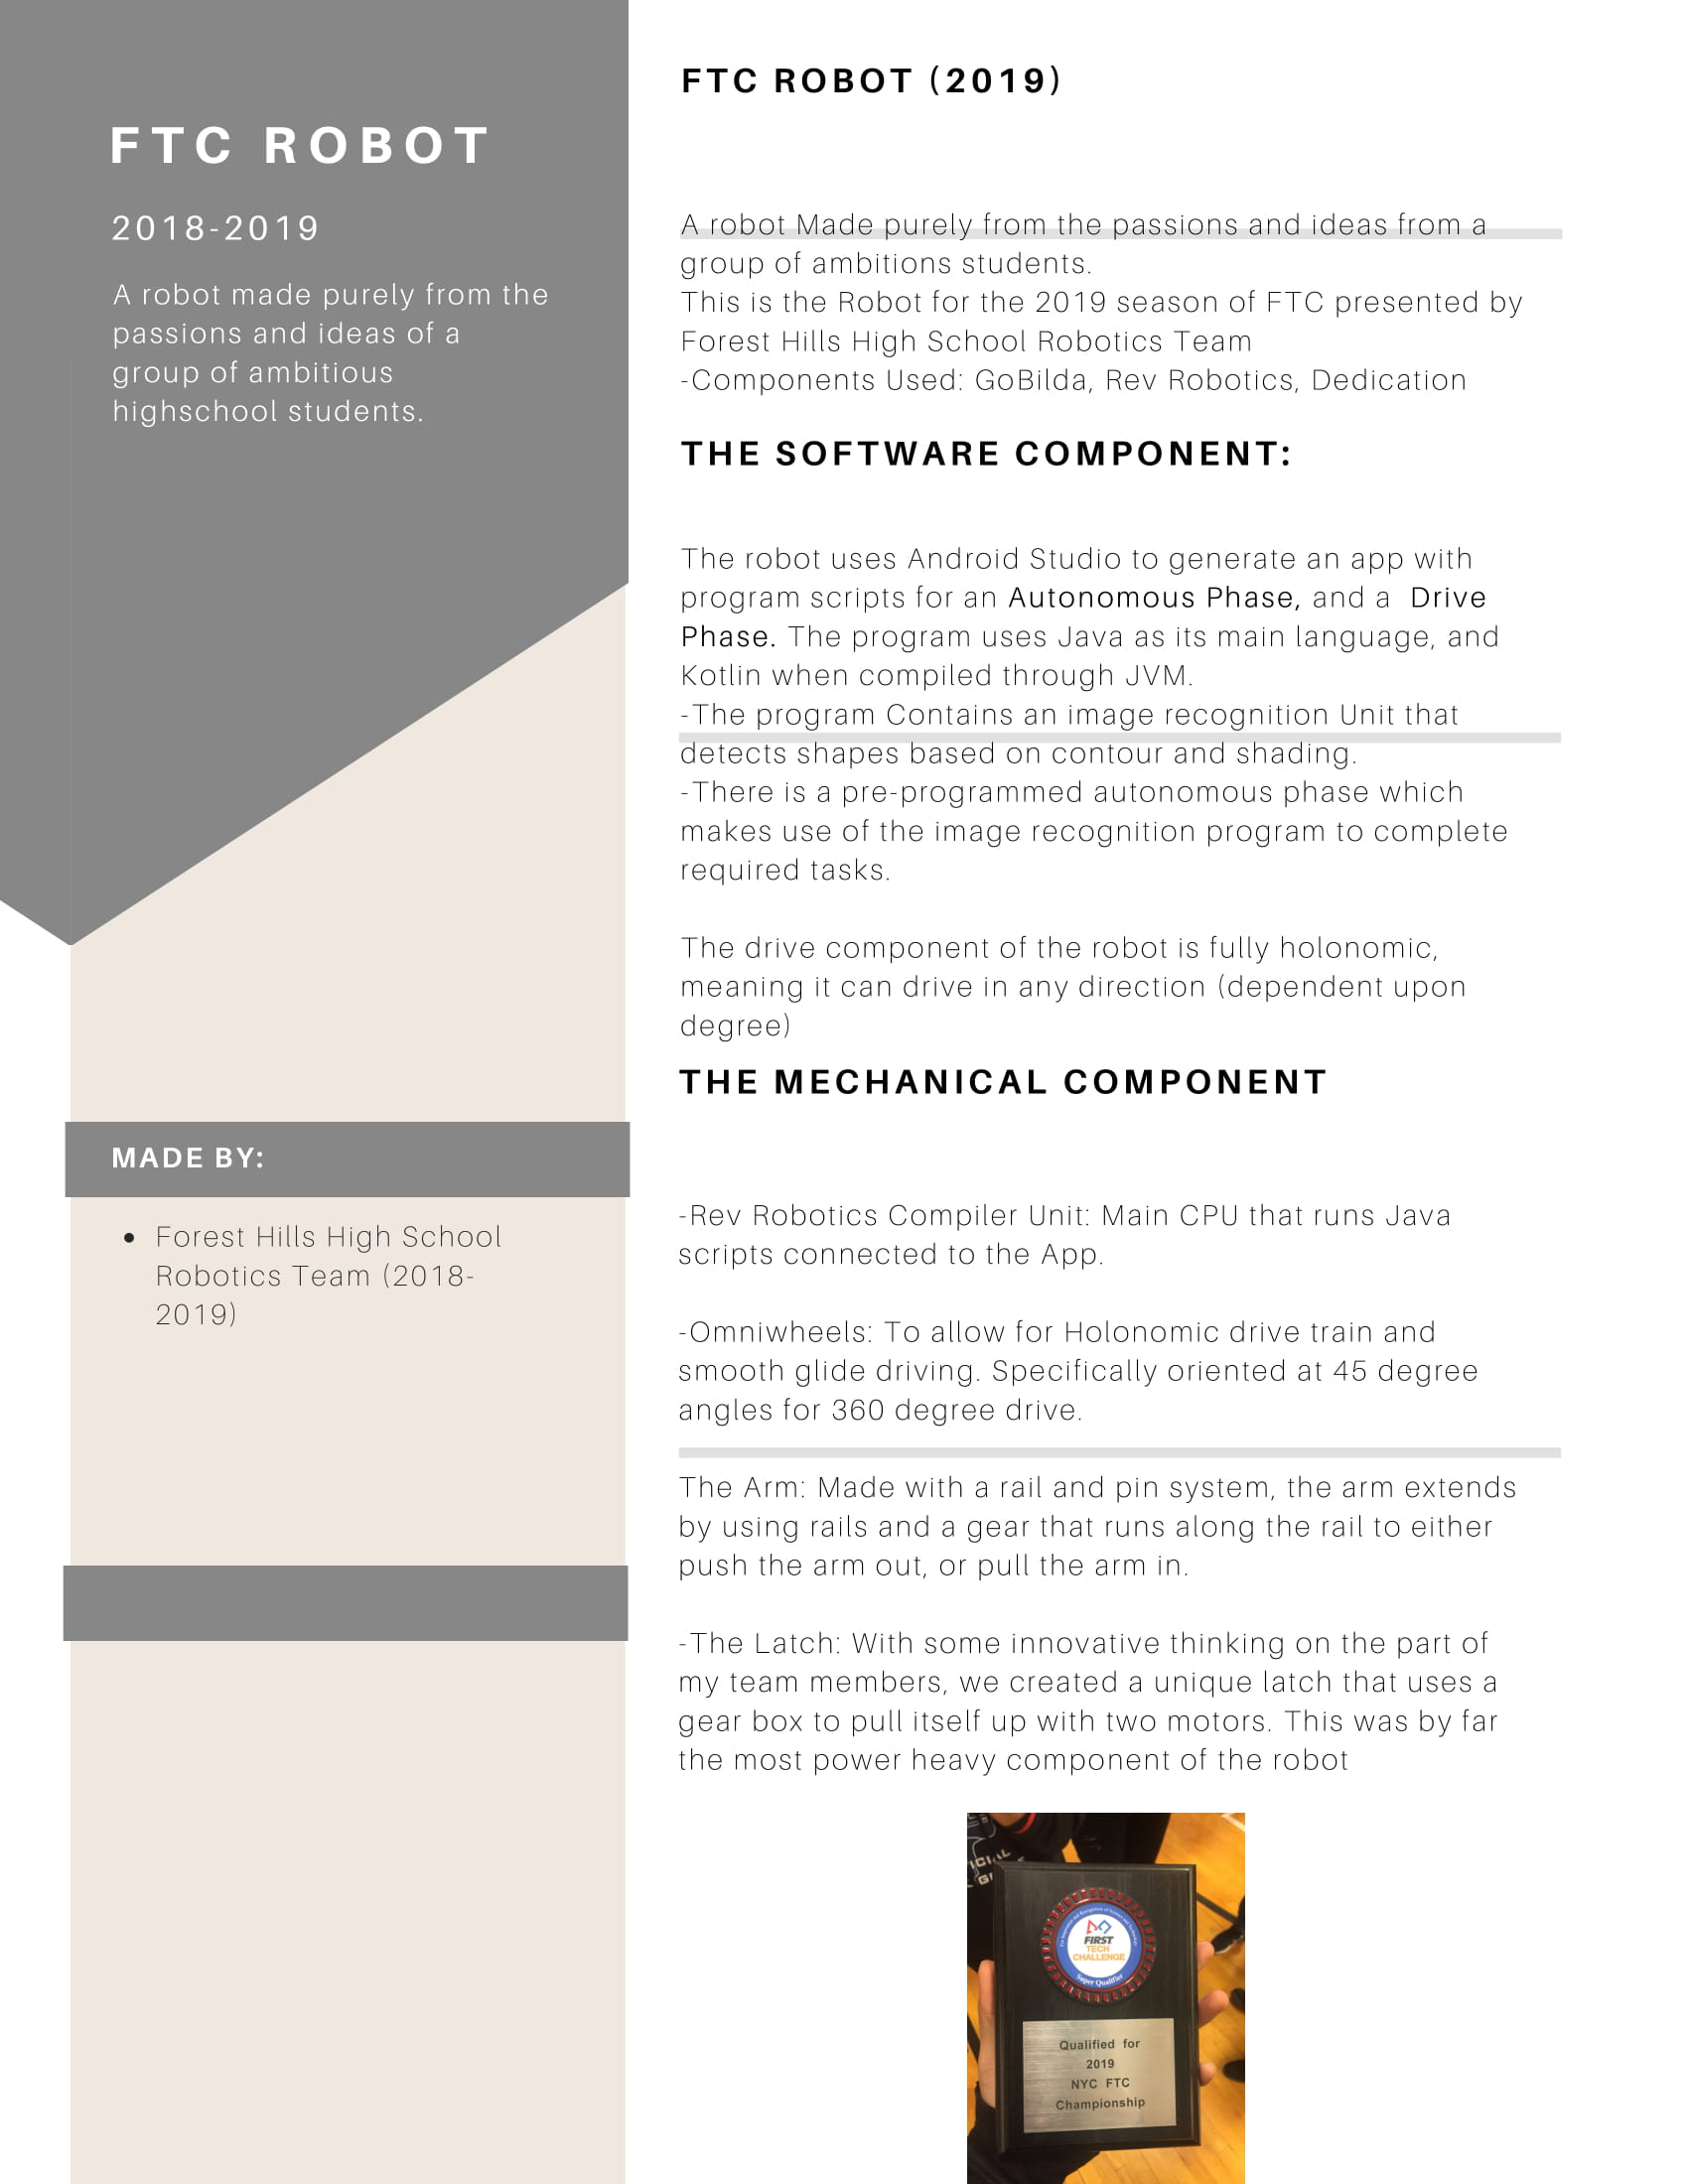 FTC ROBOT
2018-2019
A robot made purely from the
passions and ideas of a
group of ambitious
highschool students.
MADE BY:
Forest Hills High School
Robotics Team (2018-
2019)
FTC ROBOT (2019)
A robot Made purely from the passions and ideas from a
group of ambitions students.
This is the Robot for the 2019 season of FTC presented by
Forest Hills High School Robotics Team
-Components Used: GoBilda, Rev Robotics, Dedication
THE SOFTWARE COMPONENT:
The robot uses Android Studio to generate an app with
program scripts for an Autonomous Phase, and a Drive
Phase. The program uses Java as its main language, and
Kotlin when compiled through JVM.
-The program Contains an image recognition Unit that
detects shapes based on contour and shading.
-There is a pre-programmed autonomous phase which
makes use of the image recognition program to complete
required tasks.
The drive component of the robot is fully holonomic,
meaning it can drive in any direction (dependent upon
degree)
THE MECHANICAL COMPONENT
-Rev Robotics Compiler Unit: Main CPU that runs Java
scripts connected to the App.
-Omniwheels: To allow for Holonomic drive train and
smooth glide driving. Specifically oriented at 45 degree
angles for 360 degree drive.
The Arm: Made with a rail and pin system, the arm extends
by using rails and a gear that runs along the rail to either
push the arm out, or pull the arm in.
-The Latch: With some innovative thinking on the part of
my team members, we created a unique latch that uses a
gear box to pull itself up with two motors. This was by far
the most power heavy component of the robot
FIRST
TECH
CHALLENGE
Super Qualifier
Qualified for
2019
NYC FTC
Championship